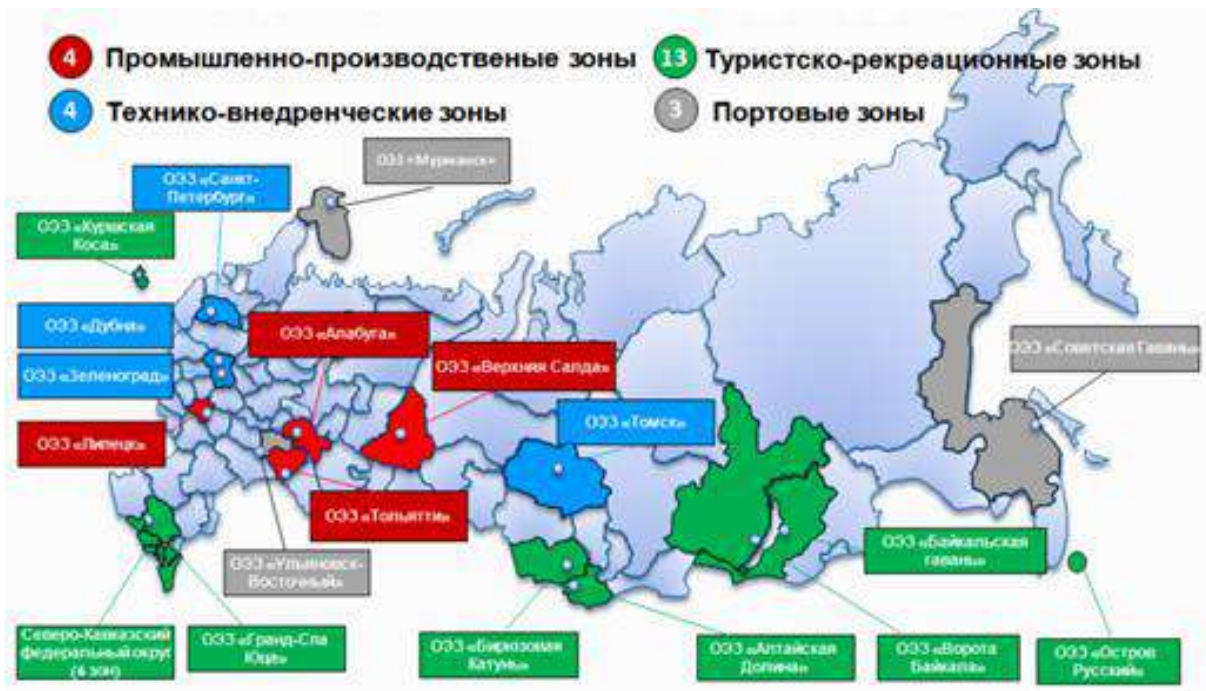 4 Промышленно-производственые зоны
13 Туристско-рекреационные зоны
4 Технико-внедренческие зоны
3 Портовые зоны
ОЭЗ «Мурманск»
ОЭЗ «Санкт-
Петербург»
ОЭЗ «Куршская
Коса»
ОЭЗ «Дубна»
ОЭЗ «Алабуга»
ОЭЗ «Советская Гавань»
ОЭЗ «Зеленоград»
ОЭЗ «Верхняя Салда»
ОЭЗ «Томск»
ОЭЗ «Липецк»
ОЭЗ «Тольятти»
ОЭЗ «Байкальская
гавань»
ОЭЗ «Ульяновск-
Восточный»
Северо-Кавказский
федеральный округ
(6 зон)
ОЭЗ «Гранд-Спа
Юца»
ОЭЗ «Бирюзовая
Катунь»
ОЭЗ «Алтайская
Долина»
ОЭЗ «Ворота
Байкала»
ОЭЗ «Остров
Русский»